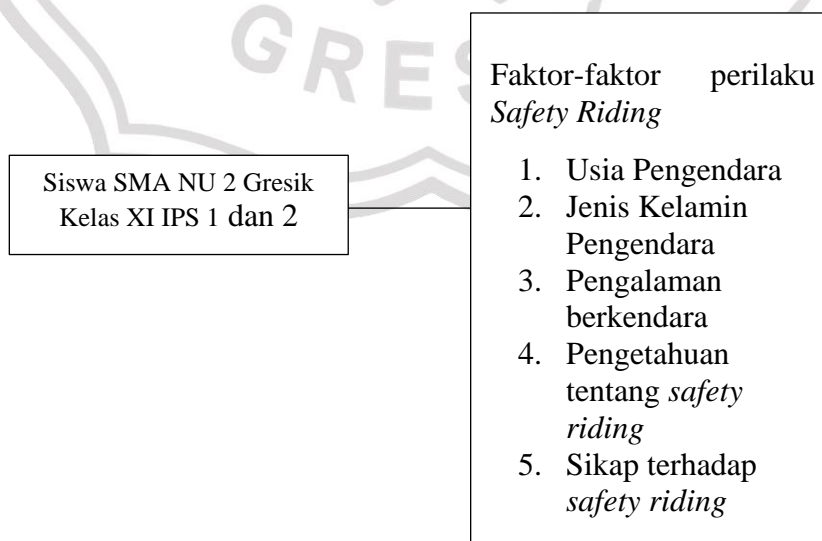 GRES
Siswa SMA NU 2 Gresik
Kelas XI IPS 1 dan 2
Faktor-faktor perilaku
Safety Riding
1. Usia Pengendara
2. Jenis Kelamin
Pengendara
3. Pengalaman
berkendara
4. Pengetahuan
tentang safety
riding
5. Sikap terhadap
safety riding